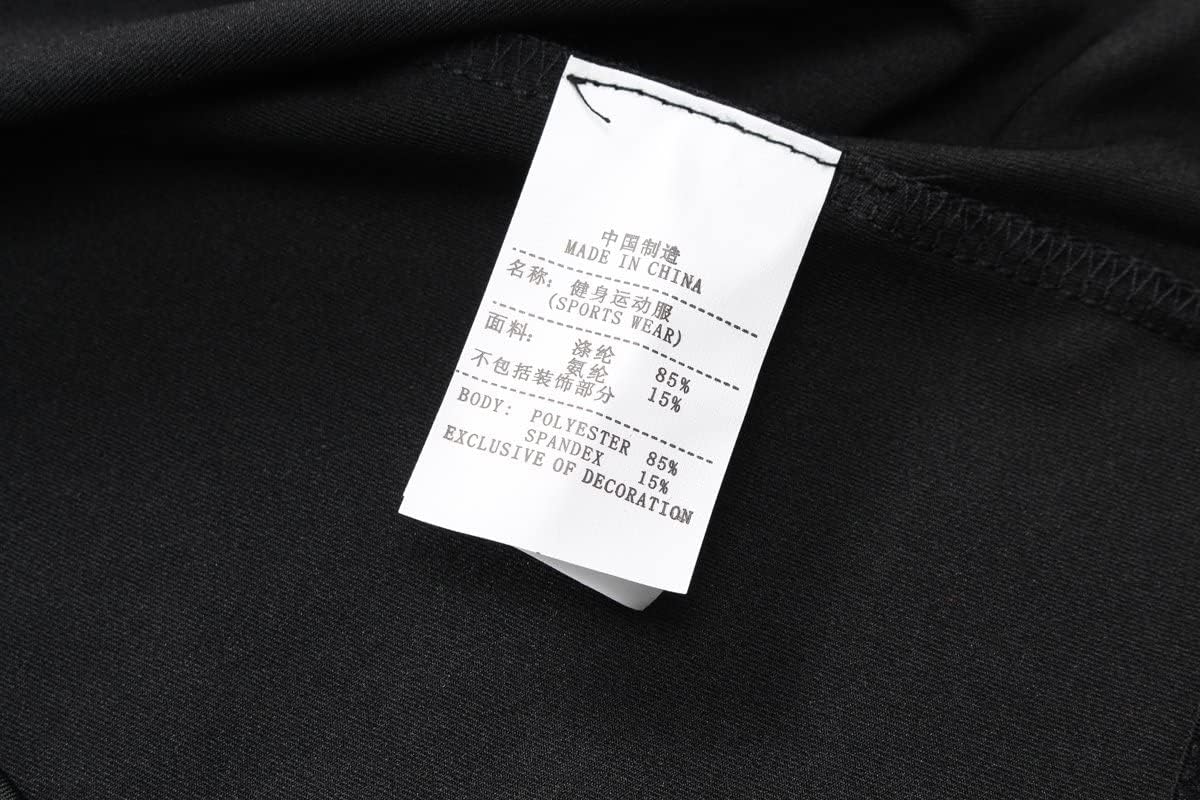 中国制造
MADE IN CHINA
名称: 健身运动服
(SPORTS WEAR)
面料: 涤纶 85%
氨纶 15%
不包括装饰部分
BODY: POLYESTER 85%
SPANDEX 15%
EXCLUSIVE OF DECORATION